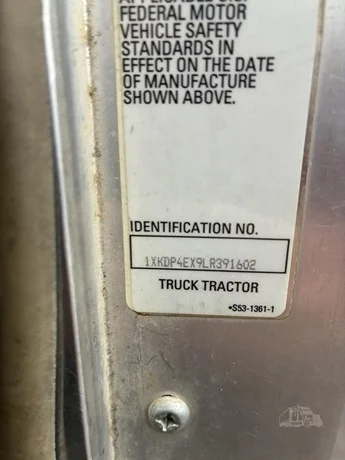 APPLICABLE U.S.
FEDERAL MOTOR
VEHICLE SAFETY
STANDARDS IN
EFFECT ON THE DATE
OF MANUFACTURE
SHOWN ABOVE.
IDENTIFICATION NO.
1XKDP4EX9LR391602
TRUCK TRACTOR
•S53-1361-1